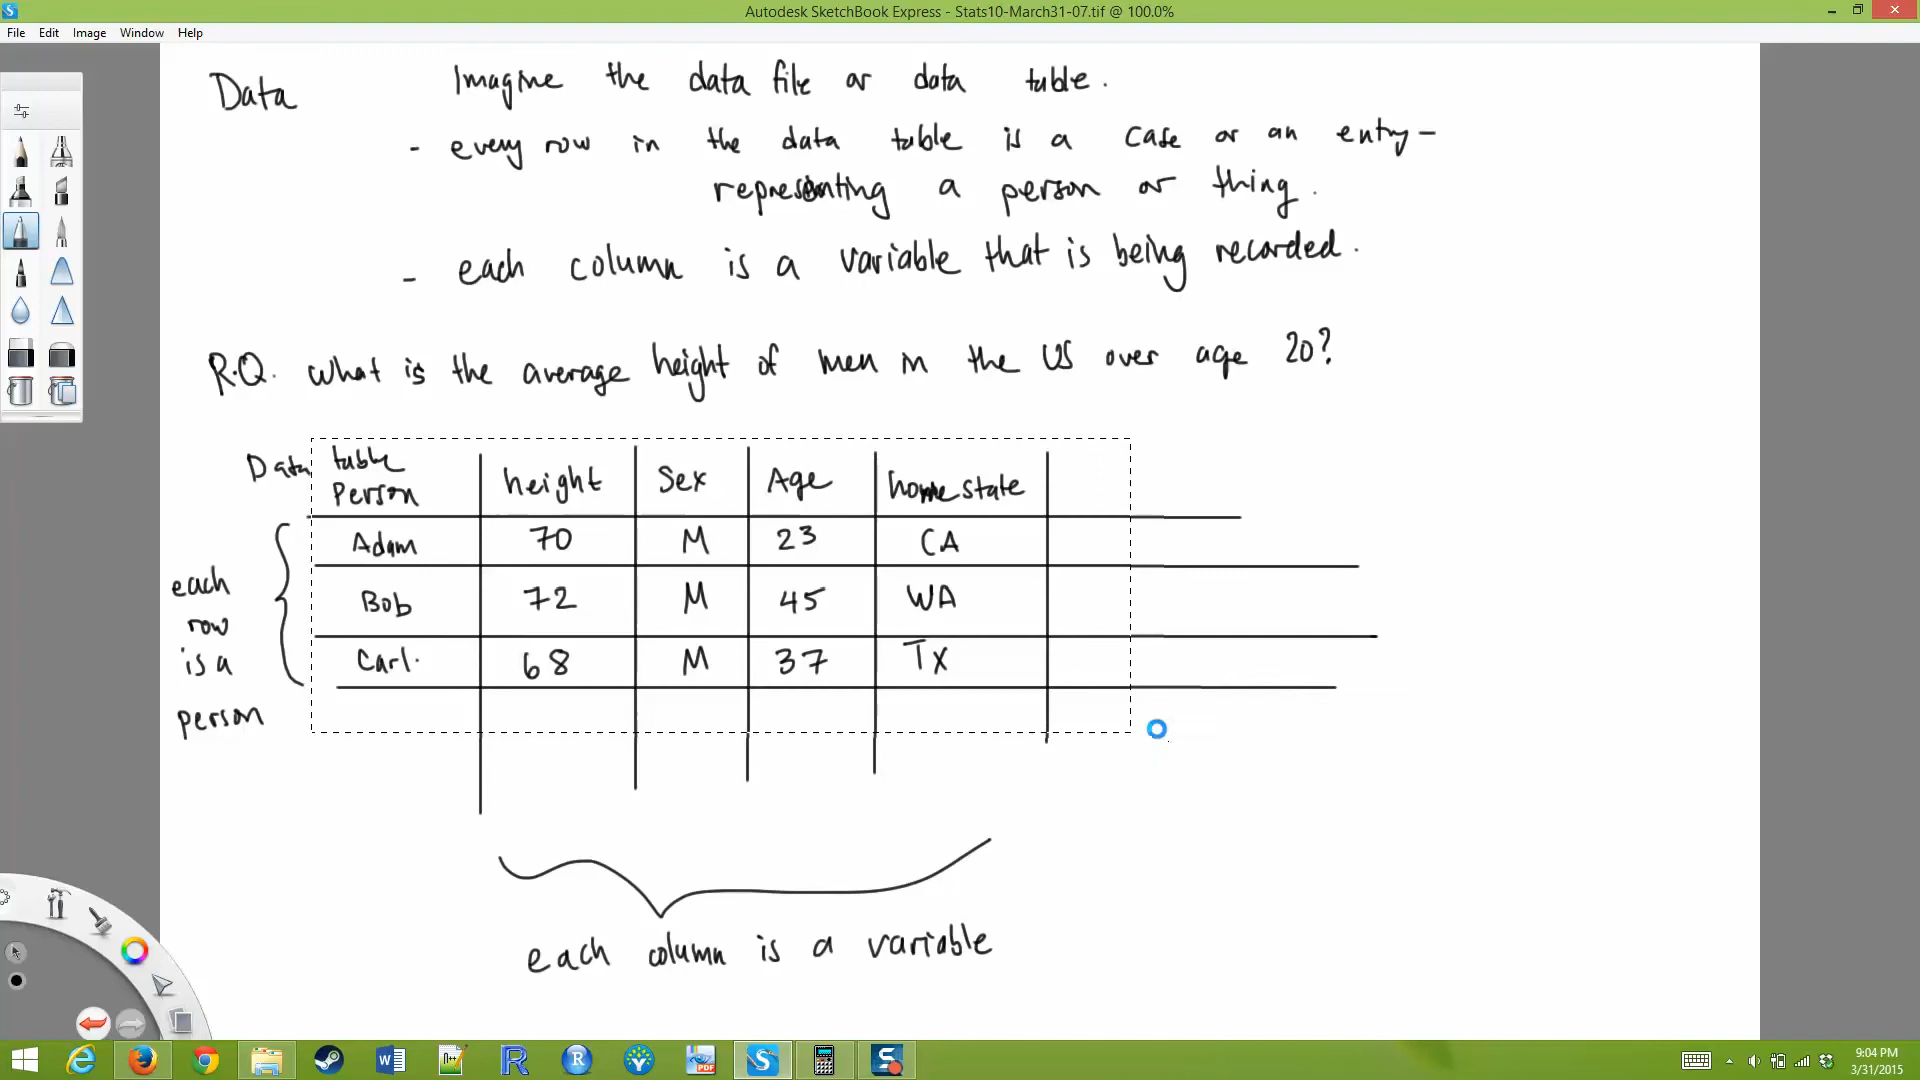 Autodesk SketchBook Express - Stats10-March31-07.tif @ 100.0%
File Edit Image Window Help
Data Imagine the data file or data table.
- every row in the data table is a case or an entry -
representing a person or thing.
- each column is a variable that is being recorded.
R.Q. What is the average height of men in the US over age 20?
Data table
Person height Sex Age home state
Adam 70 M 23 CA
Bob 72 M 45 WA
Carl. 68 M 37 TX
each
row
is a
person
each column is a variable
9:04 PM
3/31/2015